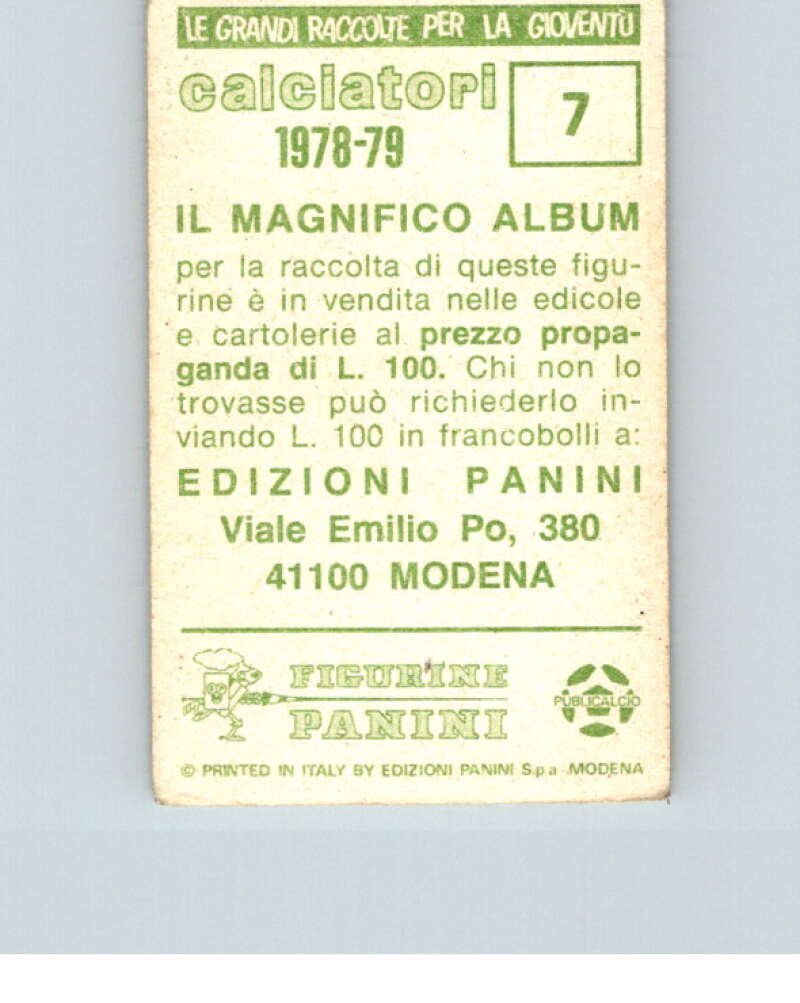 LE GRANDI RACCOLTE PER LA GIOVENTÙ
calciatori
1978-79
7
IL MAGNIFICO ALBUM
per la raccolta di queste figu-
rine è in vendita nelle edicole
e cartolerie al prezzo propa-
ganda di L. 100. Chi non lo
trovasse può richiederlo in-
viando L. 100 in francobolli a:
EDIZIONI PANINI
Viale Emilio Po, 380
41100 MODENA
FIGURINE
PANINI
PUBLICALCIO
© PRINTED IN ITALY BY EDIZIONI PANINI S.p.a. MODENA